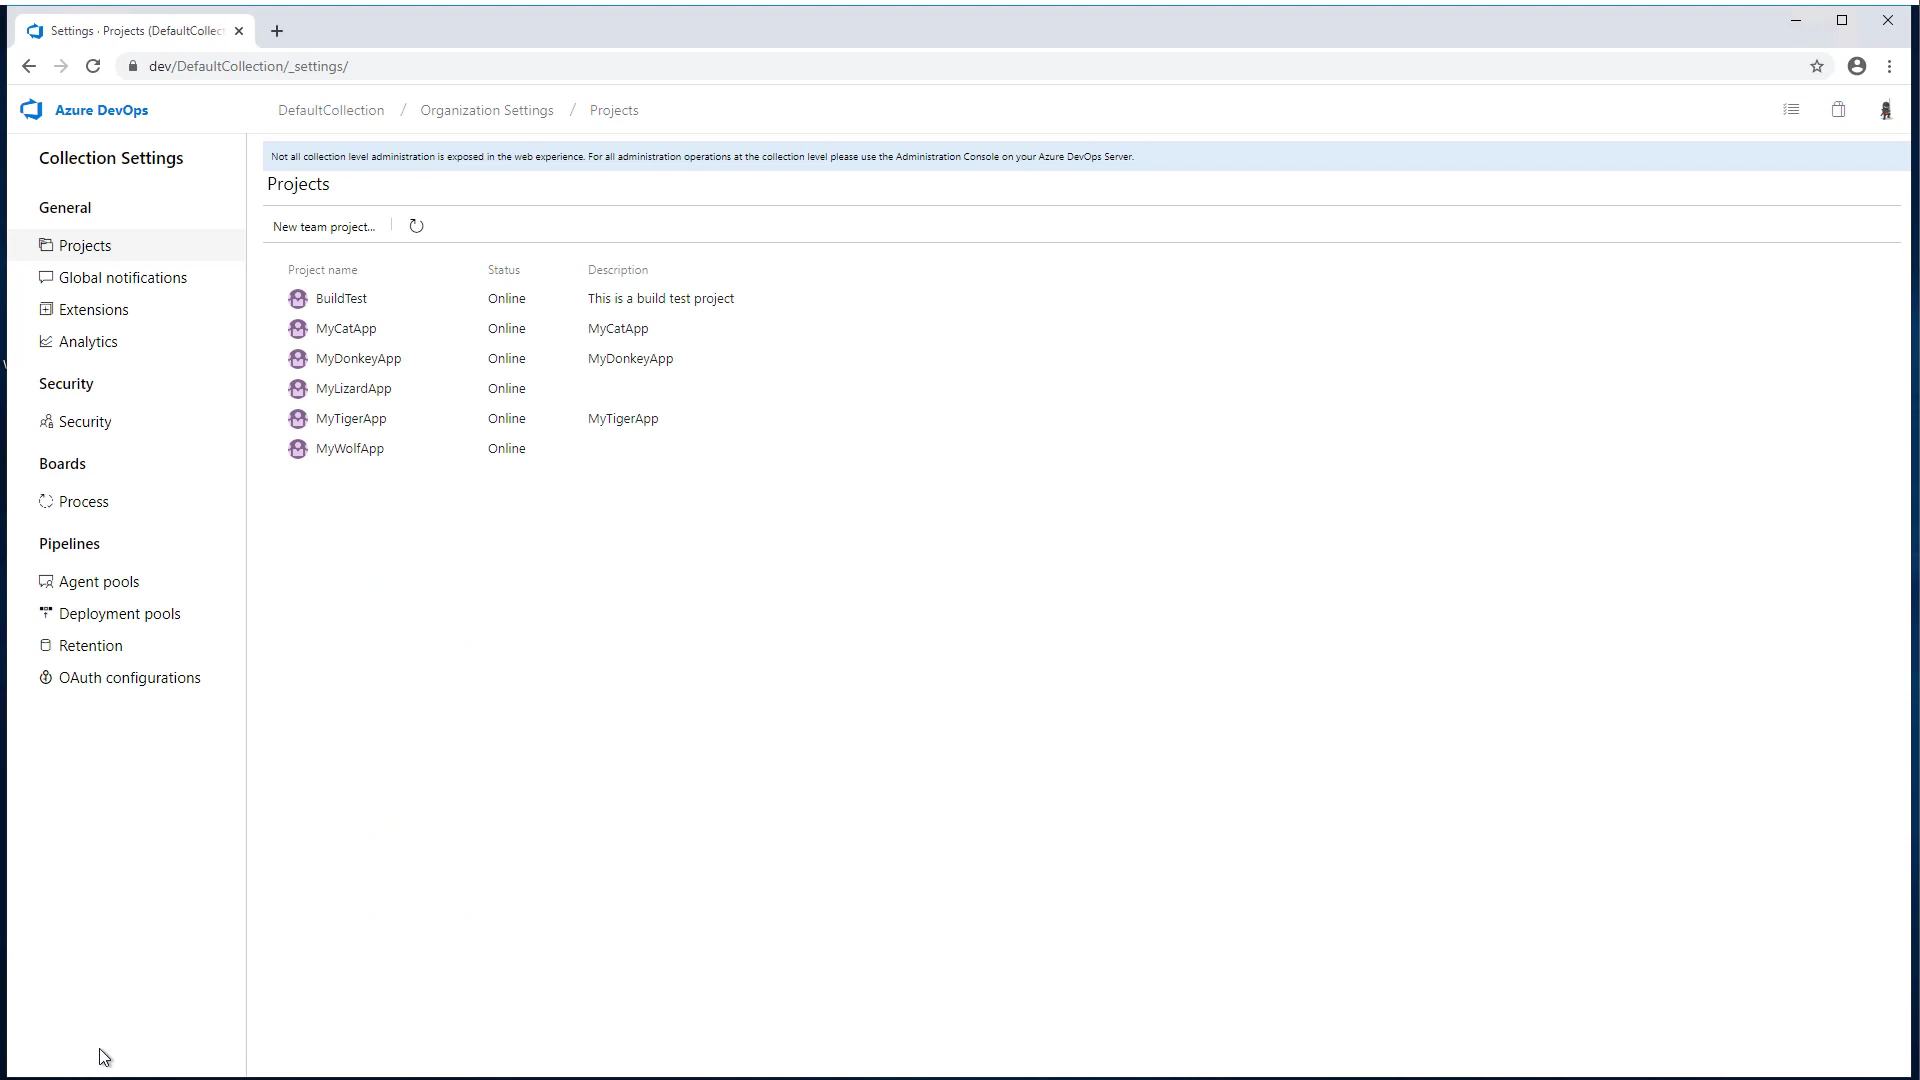 Settings · Projects (DefaultCollect
dev/DefaultCollection/_settings/
Azure DevOps
DefaultCollection / Organization Settings / Projects
Collection Settings
General
Projects
Global notifications
Extensions
Analytics
Security
Security
Boards
Process
Pipelines
Agent pools
Deployment pools
Retention
OAuth configurations
Not all collection level administration is exposed in the web experience. For all administration operations at the collection level please use the Administration Console on your Azure DevOps Server.
Projects
New team project...
Project name Status Description
BuildTest Online This is a build test project
MyCatApp Online MyCatApp
MyDonkeyApp Online MyDonkeyApp
MyLizardApp Online
MyTigerApp Online MyTigerApp
MyWolfApp Online